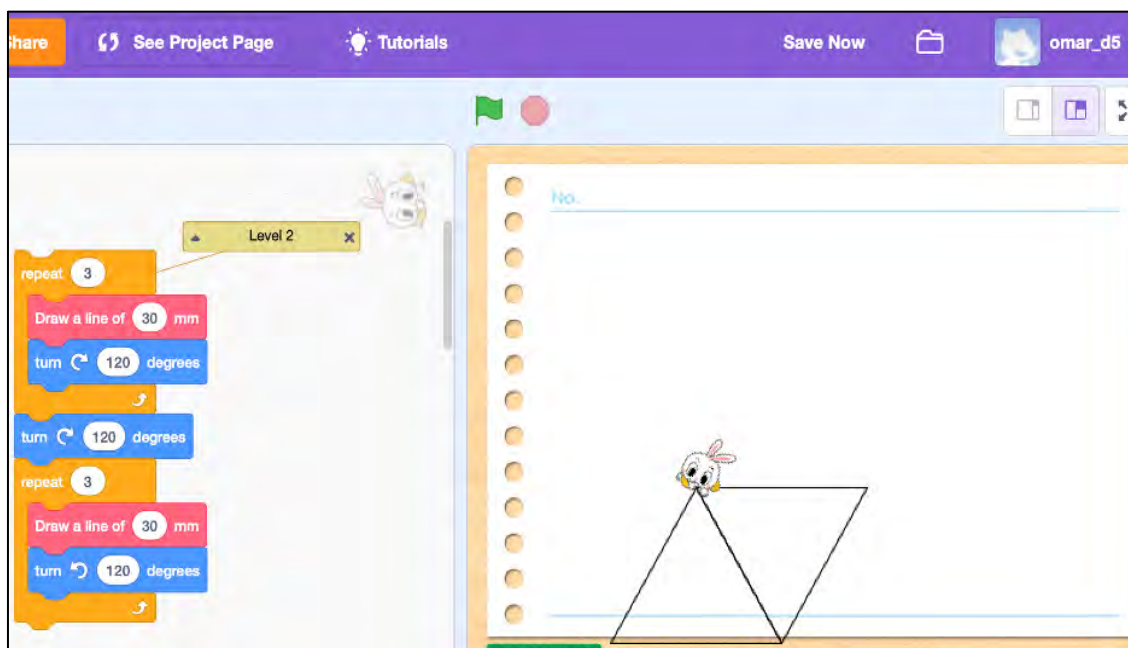 See Project Page
Tutorials
Save Now
omar_d5
No.
Level 2
repeat 3
Draw a line of 30 mm
turn 120 degrees
turn 120 degrees
repeat 3
Draw a line of 30 mm
turn 120 degrees